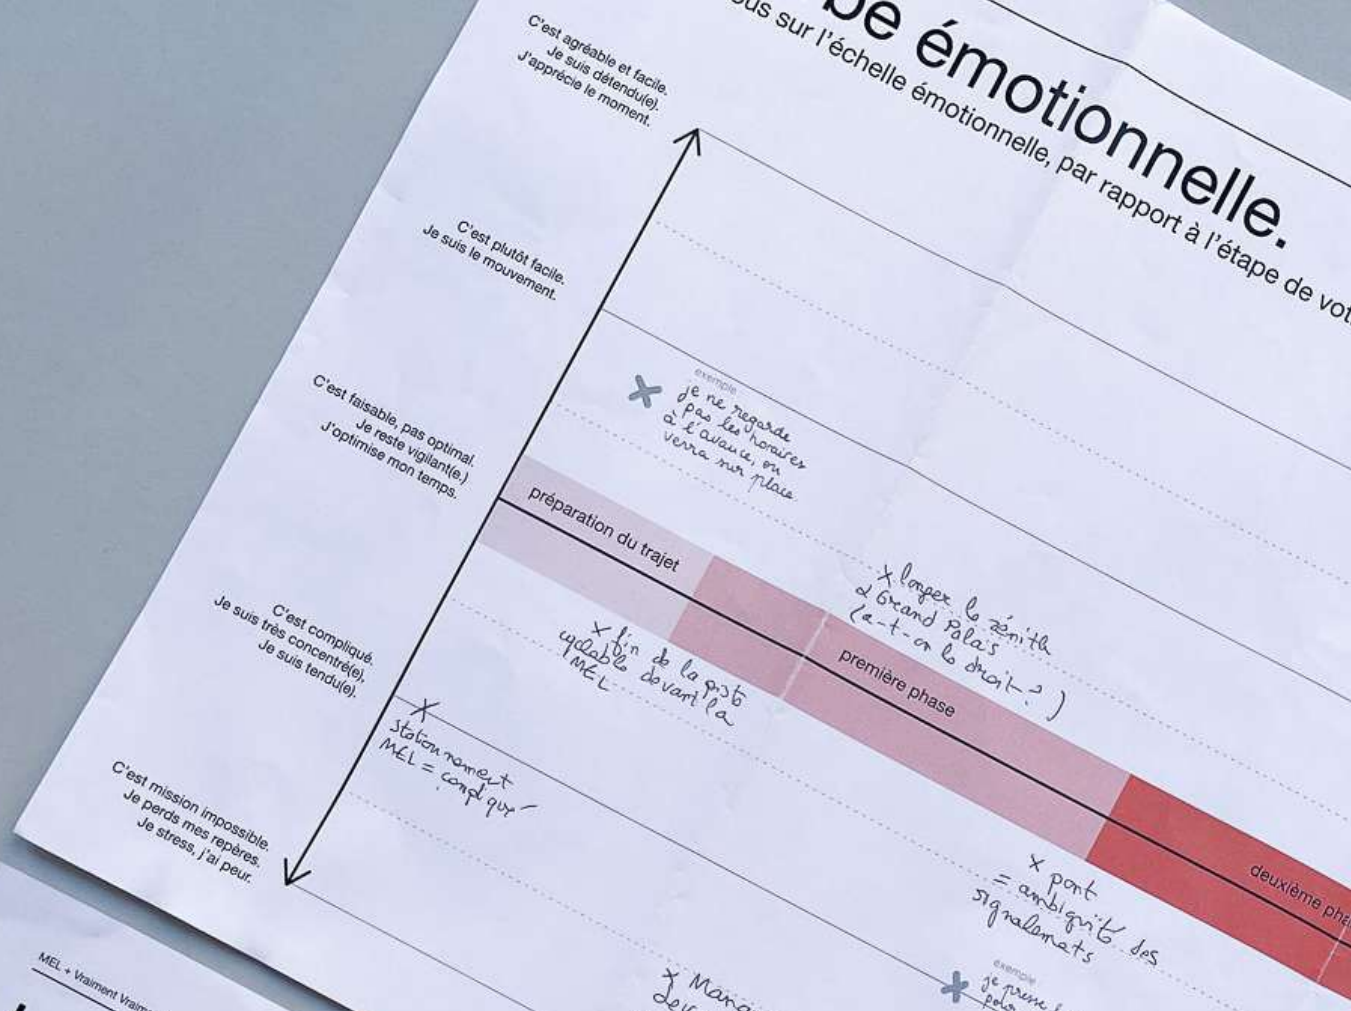 be émotionnelle.
sur l'échelle émotionnelle, par rapport à l'étape de
C'est agréable et facile.
Je suis détendu(e).
J'apprécie le moment.
C'est plutôt facile.
Je suis le mouvement.
C'est faisable, pas optimal.
Je reste vigilant(e.)
J'optimise mon temps.
C'est compliqué.
Je suis très concentré(e),
Je suis tendu(e).
C'est mission impossible.
Je perds mes repères.
Je stress, j'ai peur.
exemple
je ne regarde
pas les horaires
à l'avance, on
verra sur place
préparation du trajet
première phase
deuxième
x longer le zénith
& Grand Palais
(a-t-on le droit ?)
x fin de la piste
cyclable devant la
MEL
x
stationnement
MEL = compliqué
x pont
= ambiguïté des
signalements
exemple
je presse
x
MEL + Vraiment